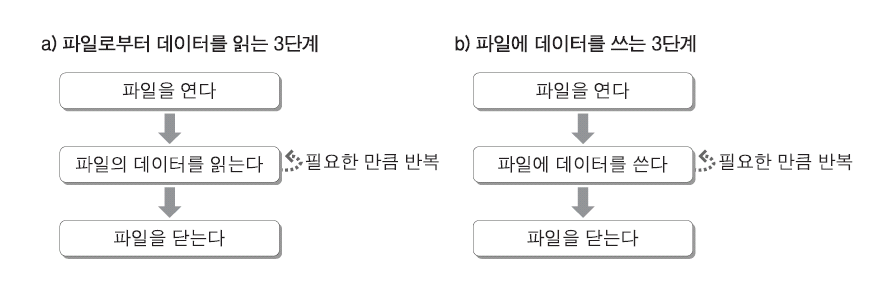 a) 파일로부터 데이터를 읽는 3단계
파일을 연다
파일의 데이터를 읽는다
필요한 만큼 반복
파일을 닫는다
b) 파일에 데이터를 쓰는 3단계
파일을 연다
파일에 데이터를 쓴다
필요한 만큼 반복
파일을 닫는다